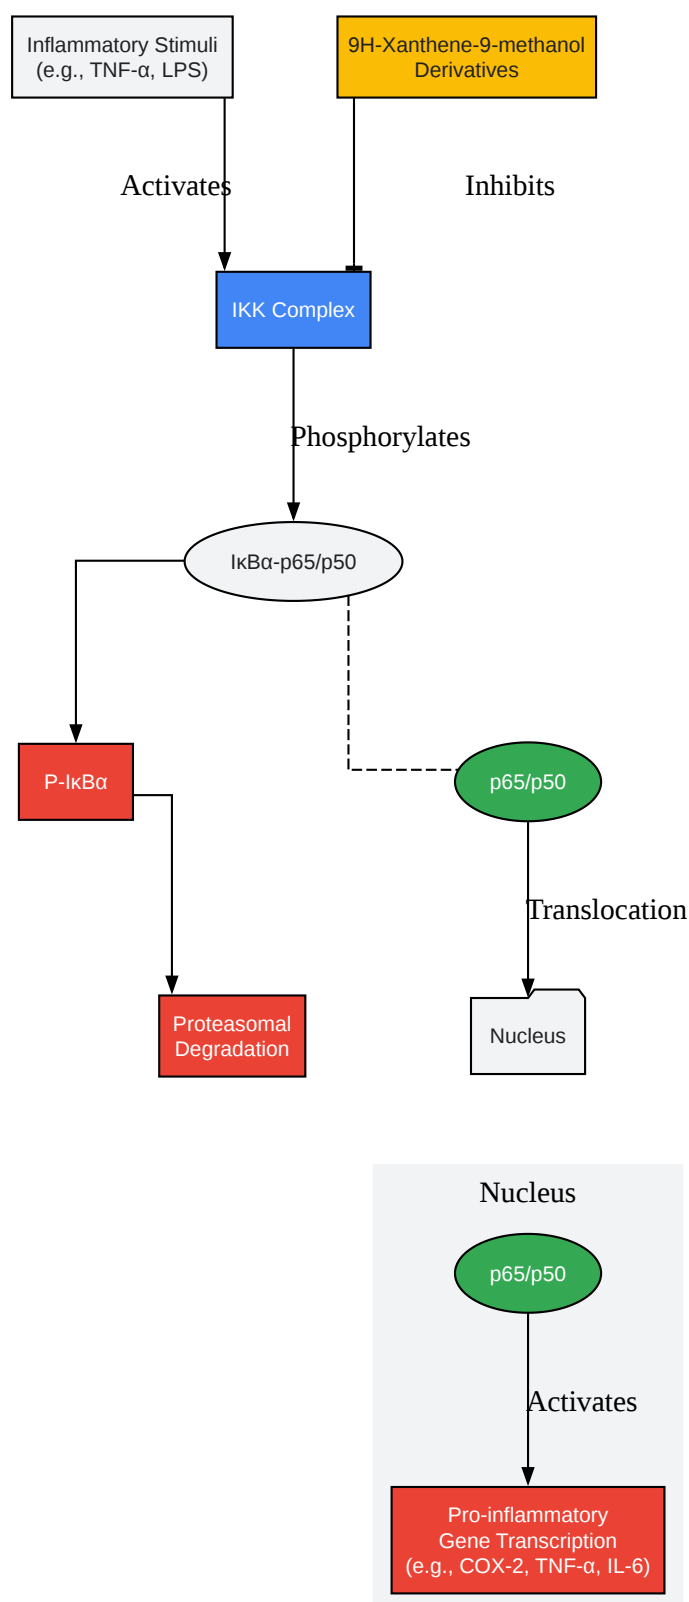 Inflammatory Stimuli
(e.g., TNF-α, LPS)
9H-Xanthene-9-methanol
Derivatives
Activates
Inhibits
IKK Complex
Phosphorylates
IκBα-p65/p50
P-IκBα
p65/p50
Translocation
Proteasomal
Degradation
Nucleus
Nucleus
p65/p50
Activates
Pro-inflammatory
Gene Transcription
(e.g., COX-2, TNF-α, IL-6)